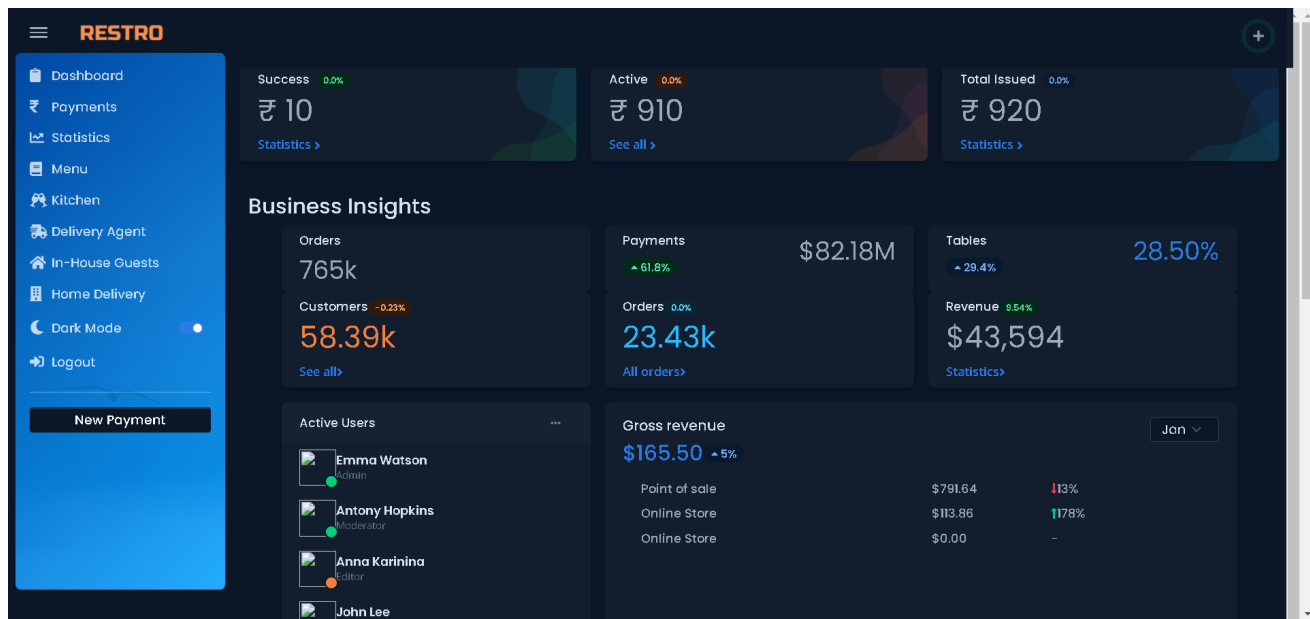 RESTRO
+
Dashboard
Payments
Statistics
Menu
Kitchen
Delivery Agent
In-House Guests
Home Delivery
Dark Mode
Logout
New Payment
Success 0.0%
₹ 10
Statistics >
Active 0.0%
₹ 910
See all >
Total Issued 0.0%
₹ 920
Statistics >
Business Insights
Orders
765k
Payments
61.8%
$82.18M
Tables
29.4%
28.50%
Customers -0.23%
58.39k
See all>
Orders 0.0%
23.43k
All orders>
Revenue 9.54%
$43,594
Statistics>
Active Users
Emma Watson
Admin
Antony Hopkins
Moderator
Anna Karinina
Editor
John Lee
Gross revenue
Jan
$165.50 5%
Point of sale $791.64 13%
Online Store $113.86 178%
Online Store $0.00 -